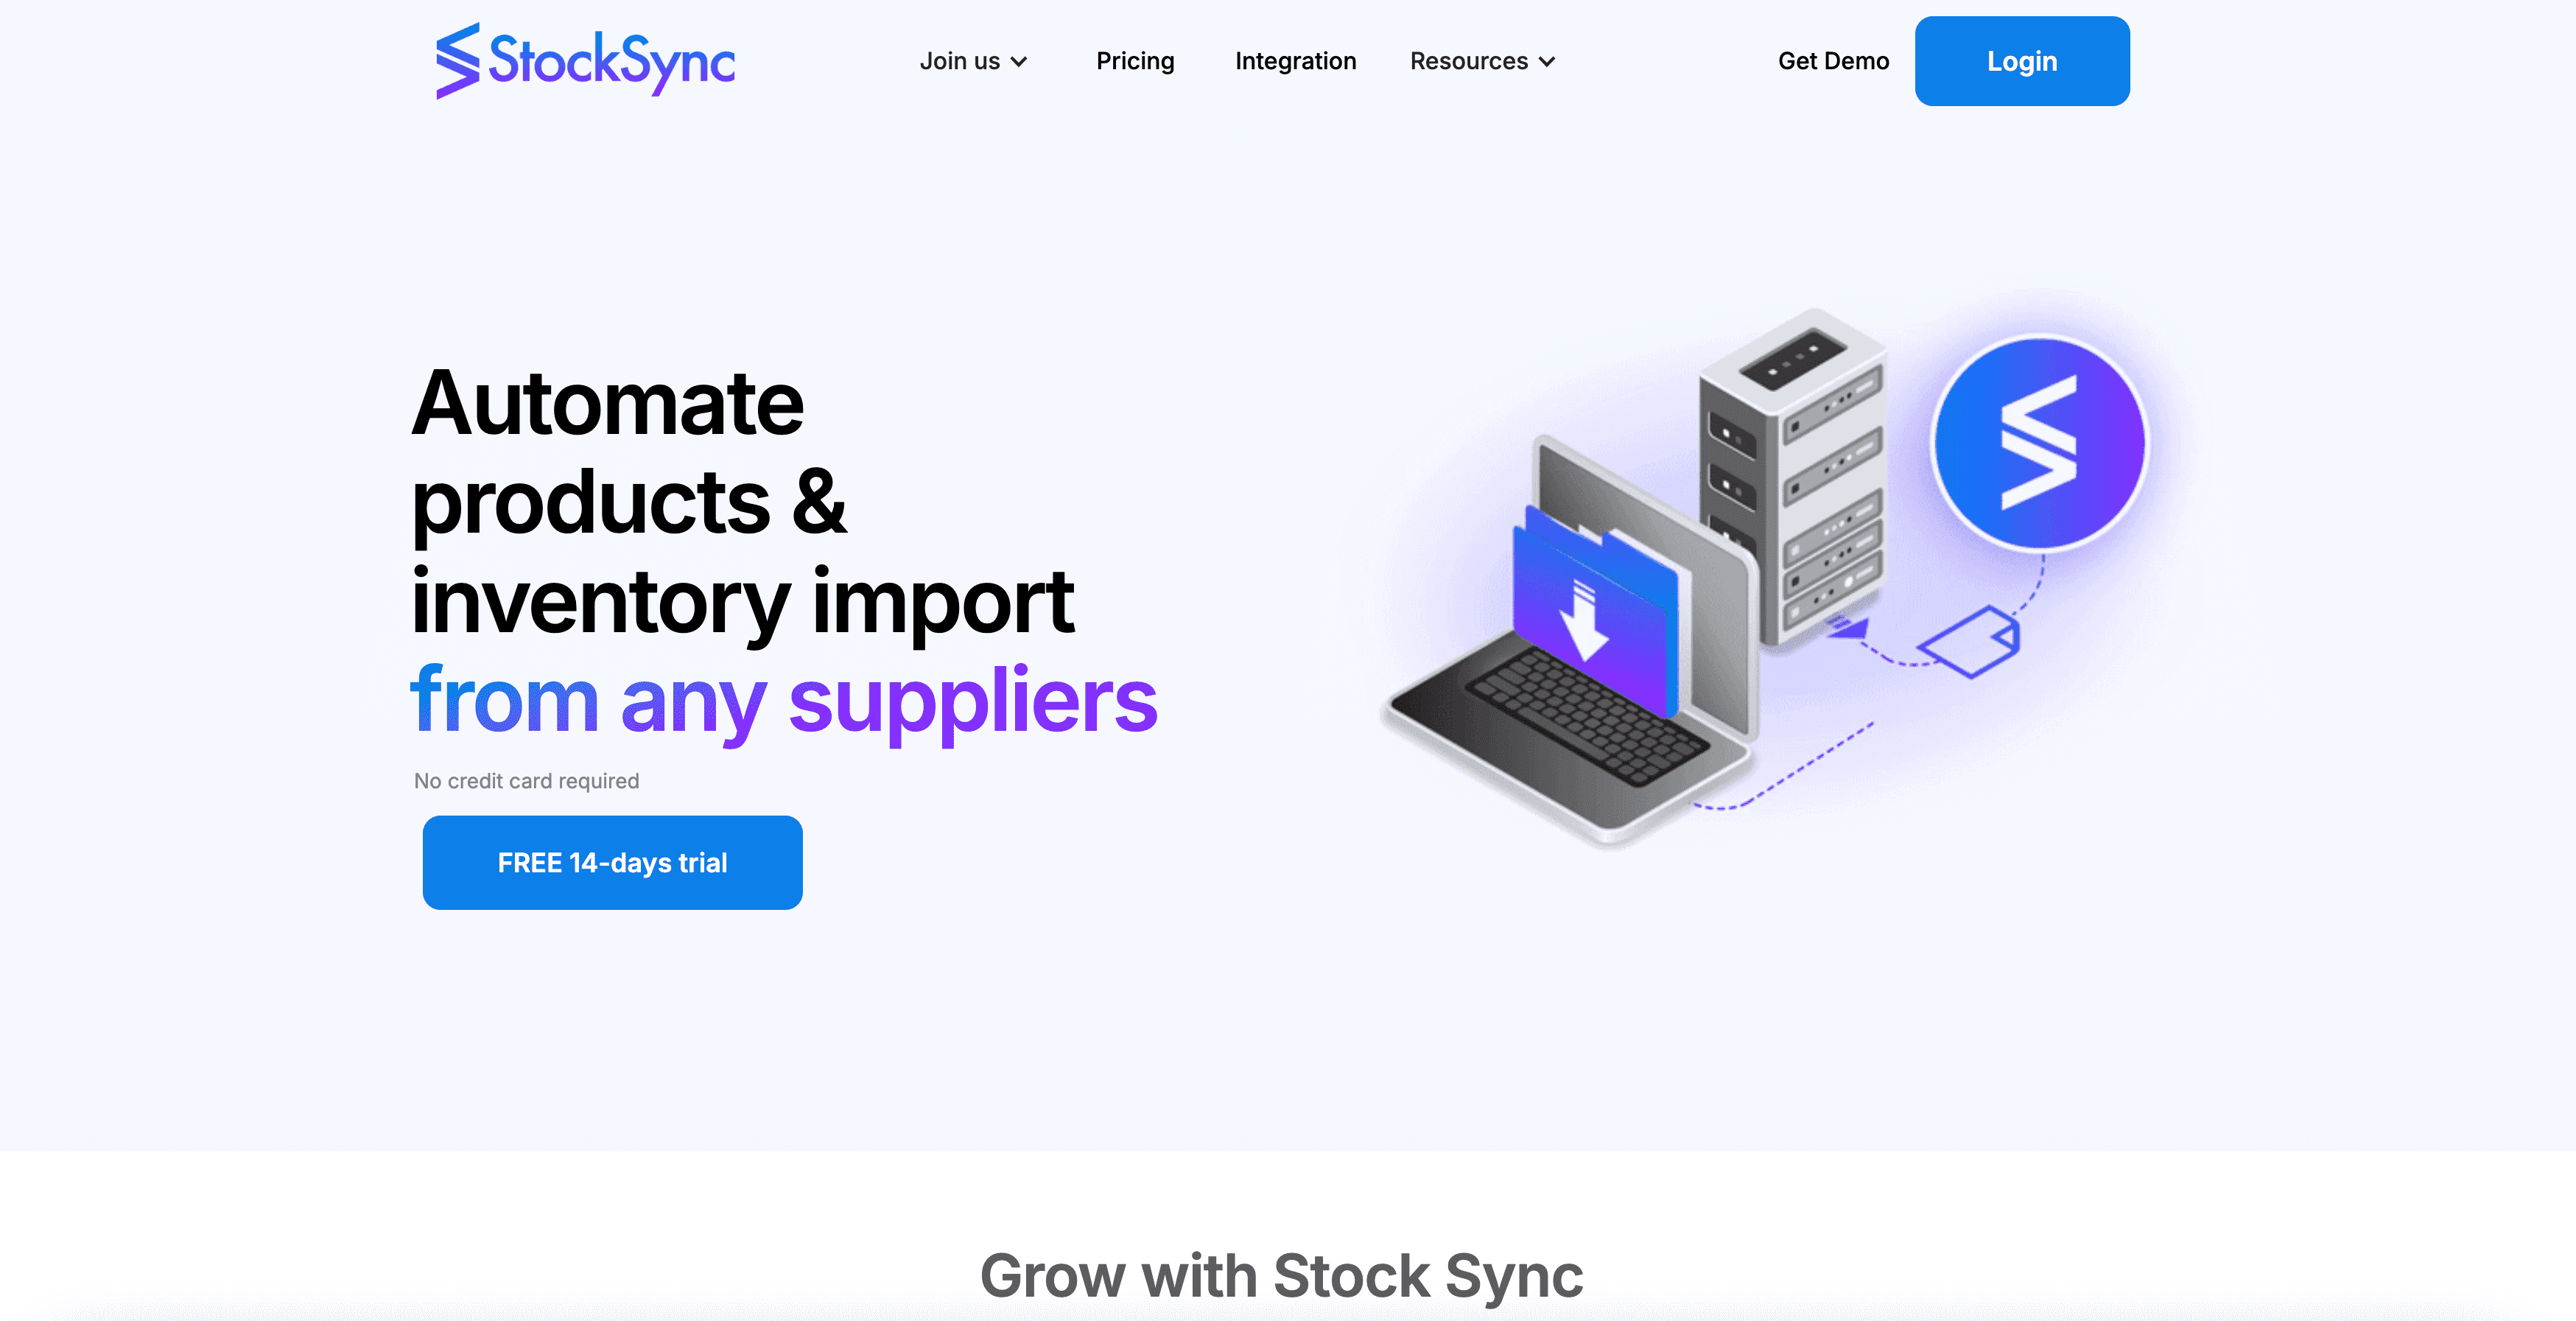 StockSync
Join us
Pricing
Integration
Resources
Get Demo
Login
Automate
products &
inventory import
from any suppliers
No credit card required
FREE 14-days trial
Grow with Stock Sync